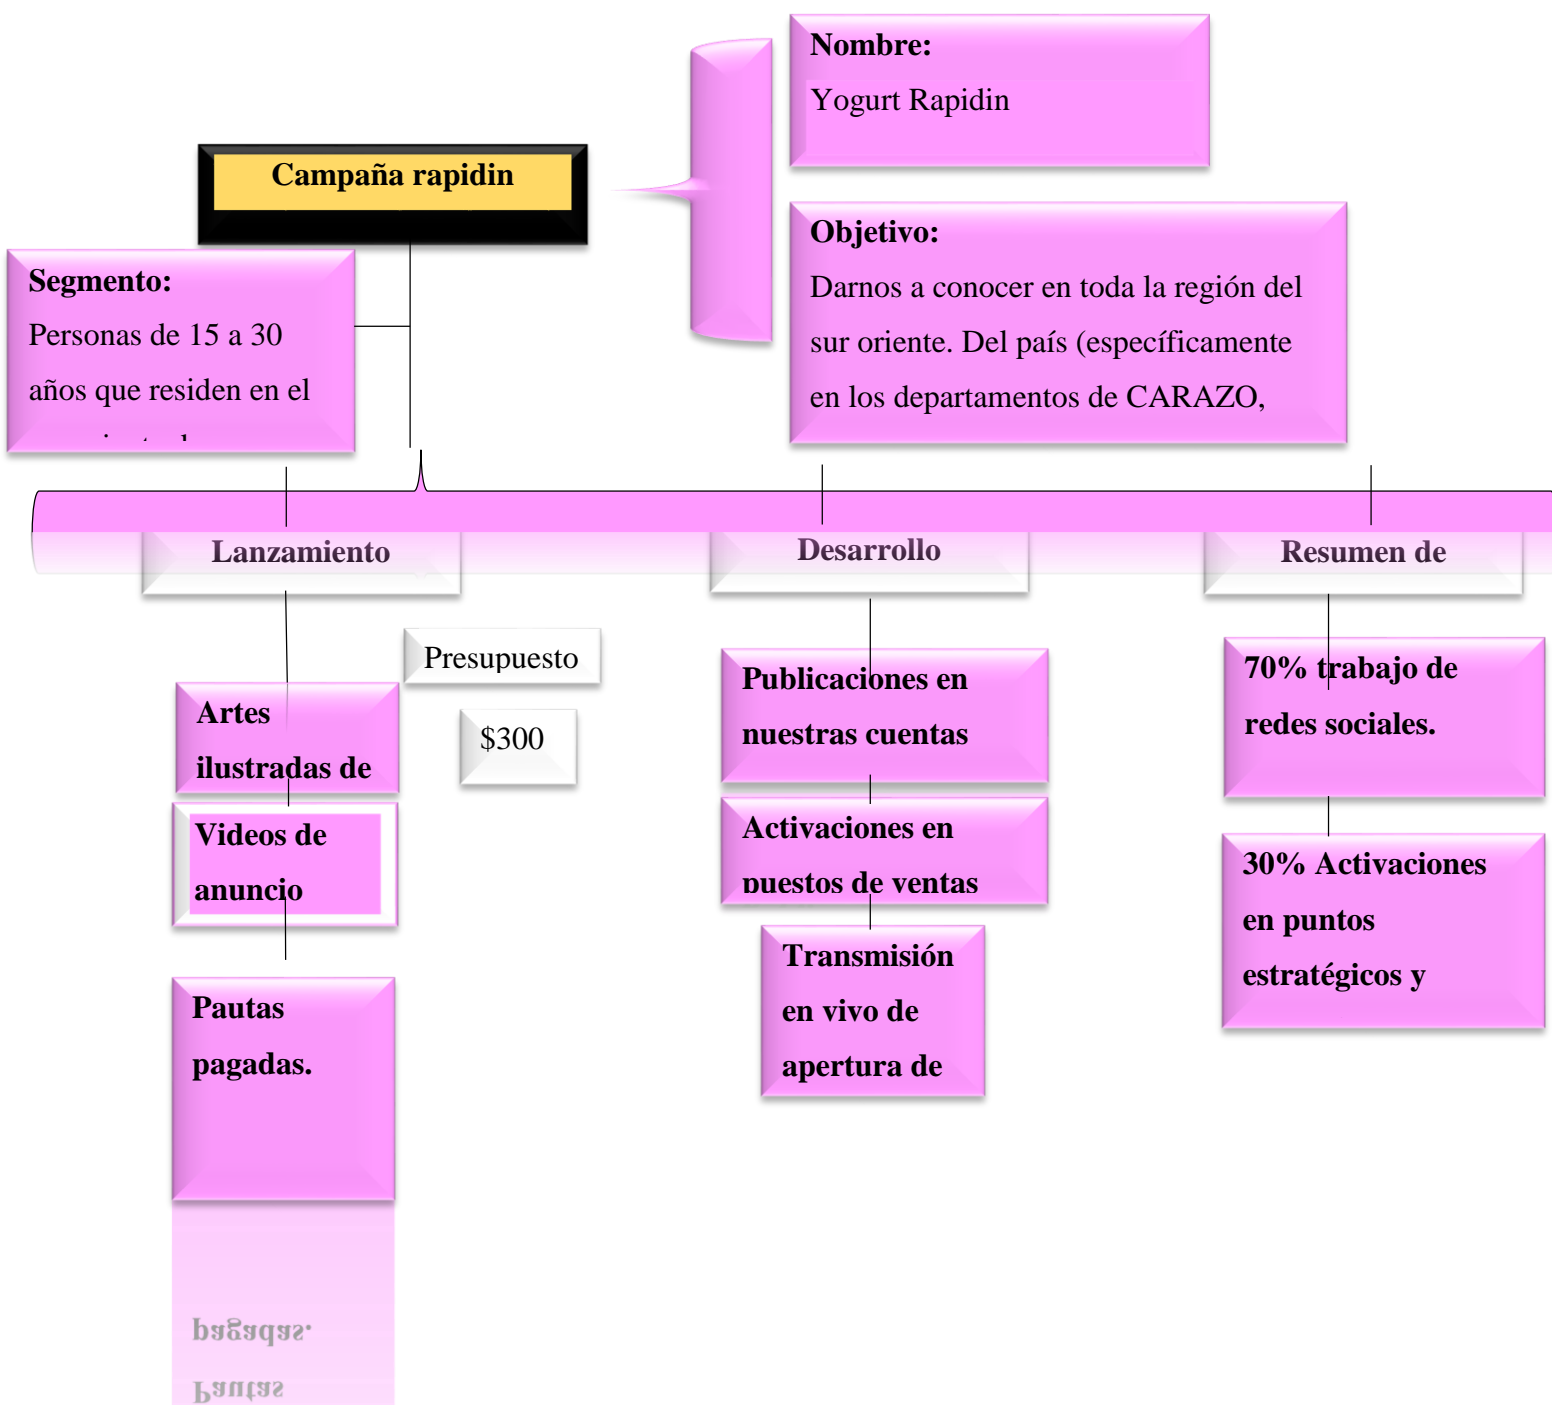 Nombre:
Yogurt Rapidin
Campaña rapidin
Objetivo:
Darnos a conocer en toda la región del
sur oriente. Del país (específicamente
en los departamentos de CARAZO,
Segmento:
Personas de 15 a 30
años que residen en el
Lanzamiento
Desarrollo
Resumen de
Presupuesto
$300
Artes
ilustradas de
Videos de
anuncio
Pautas
pagadas.
Publicaciones en
nuestras cuentas
Activaciones en
puestos de ventas
Transmisión
en vivo de
apertura de
70% trabajo de
redes sociales.
30% Activaciones
en puntos
estratégicos y
pagadas.
Pautas